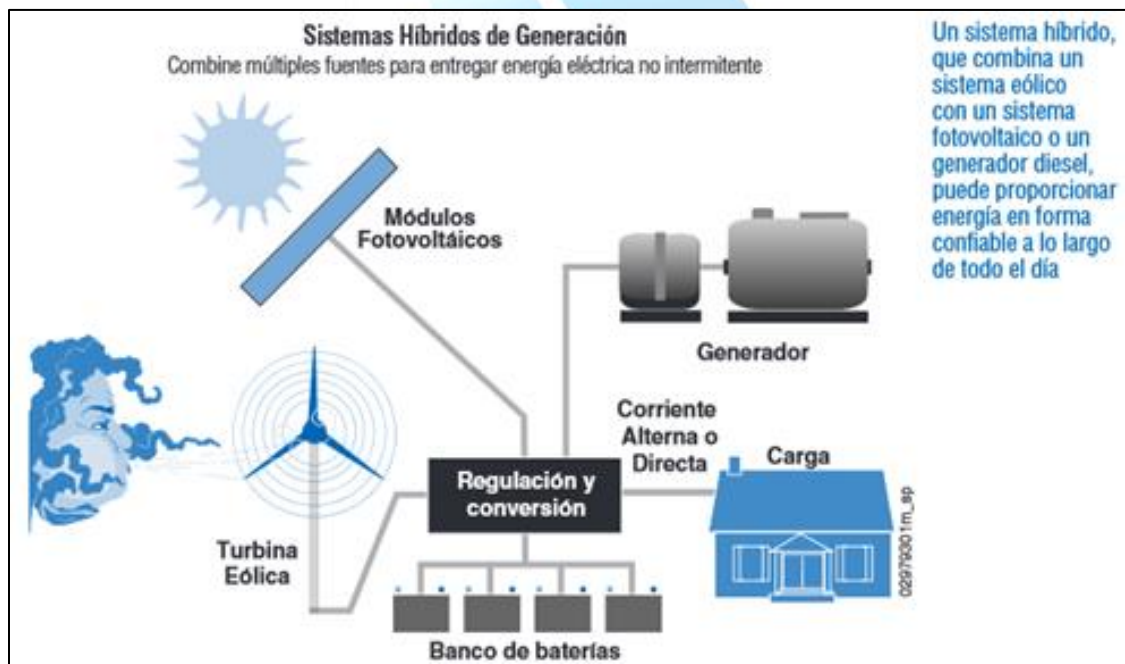 Sistemas Híbridos de Generación
Combine múltiples fuentes para entregar energía eléctrica no intermitente
Un sistema híbrido,
que combina un
sistema eólico
con un sistema
fotovoltaico o un
generador diesel,
puede proporcionar
energía en forma
confiable a lo largo
de todo el día
Módulos
Fotovoltáicos
Generador
Corriente
Alterna o
Directa
Carga
Regulación y
conversión
Turbina
Eólica
Banco de baterías
02979301m_sp